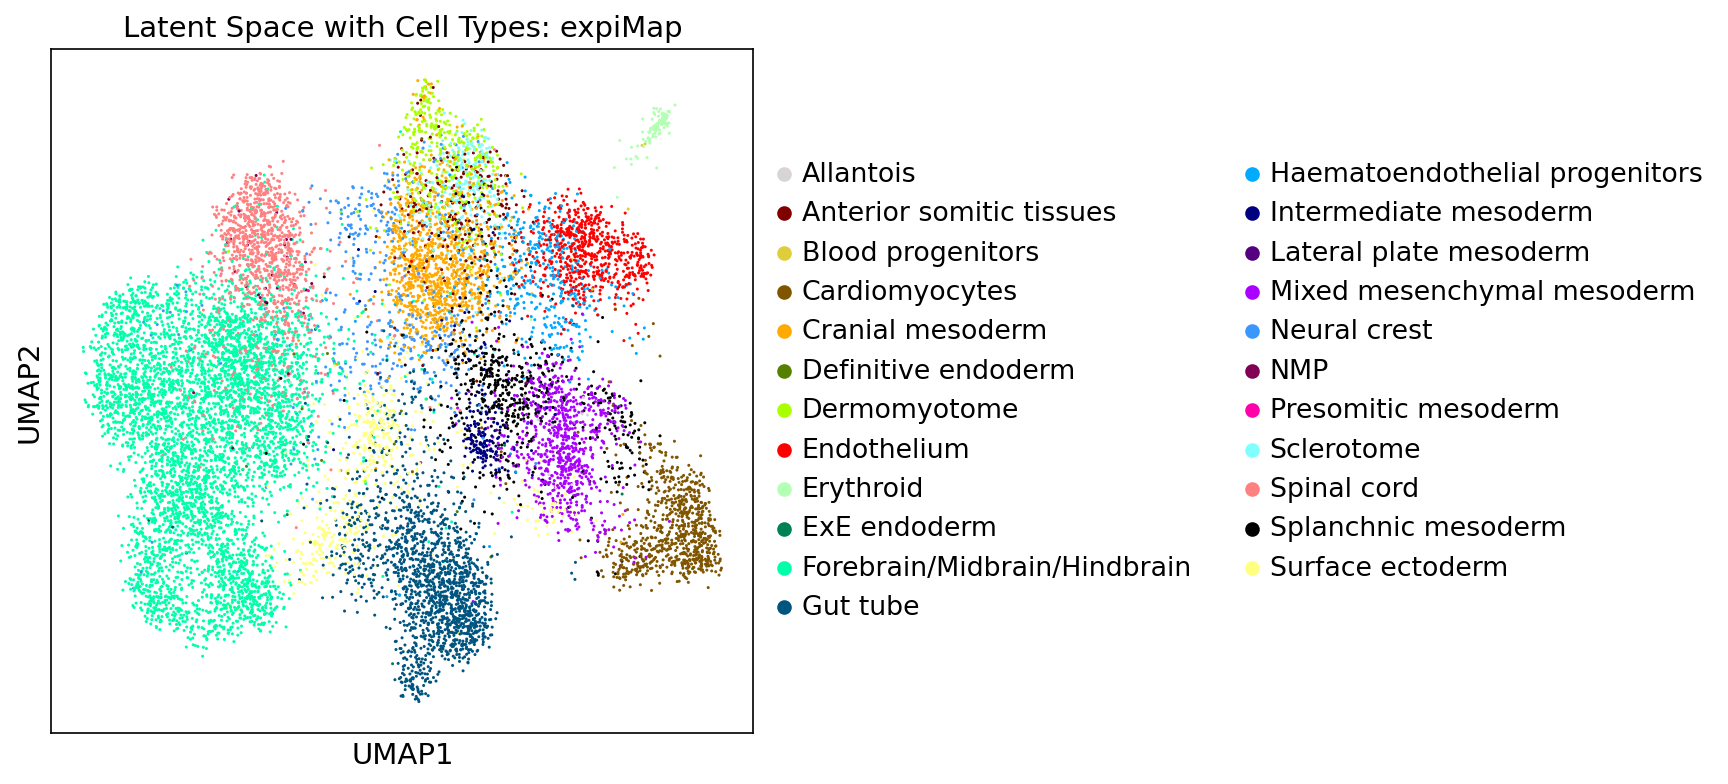 Latent Space with Cell Types: expiMap
UMAP2
UMAP1
Allantois
Anterior somitic tissues
Blood progenitors
Cardiomyocytes
Cranial mesoderm
Definitive endoderm
Dermomyotome
Endothelium
Erythroid
ExE endoderm
Forebrain/Midbrain/Hindbrain
Gut tube
Haematoendothelial progenitors
Intermediate mesoderm
Lateral plate mesoderm
Mixed mesenchymal mesoderm
Neural crest
NMP
Presomitic mesoderm
Sclerotome
Spinal cord
Splanchnic mesoderm
Surface ectoderm